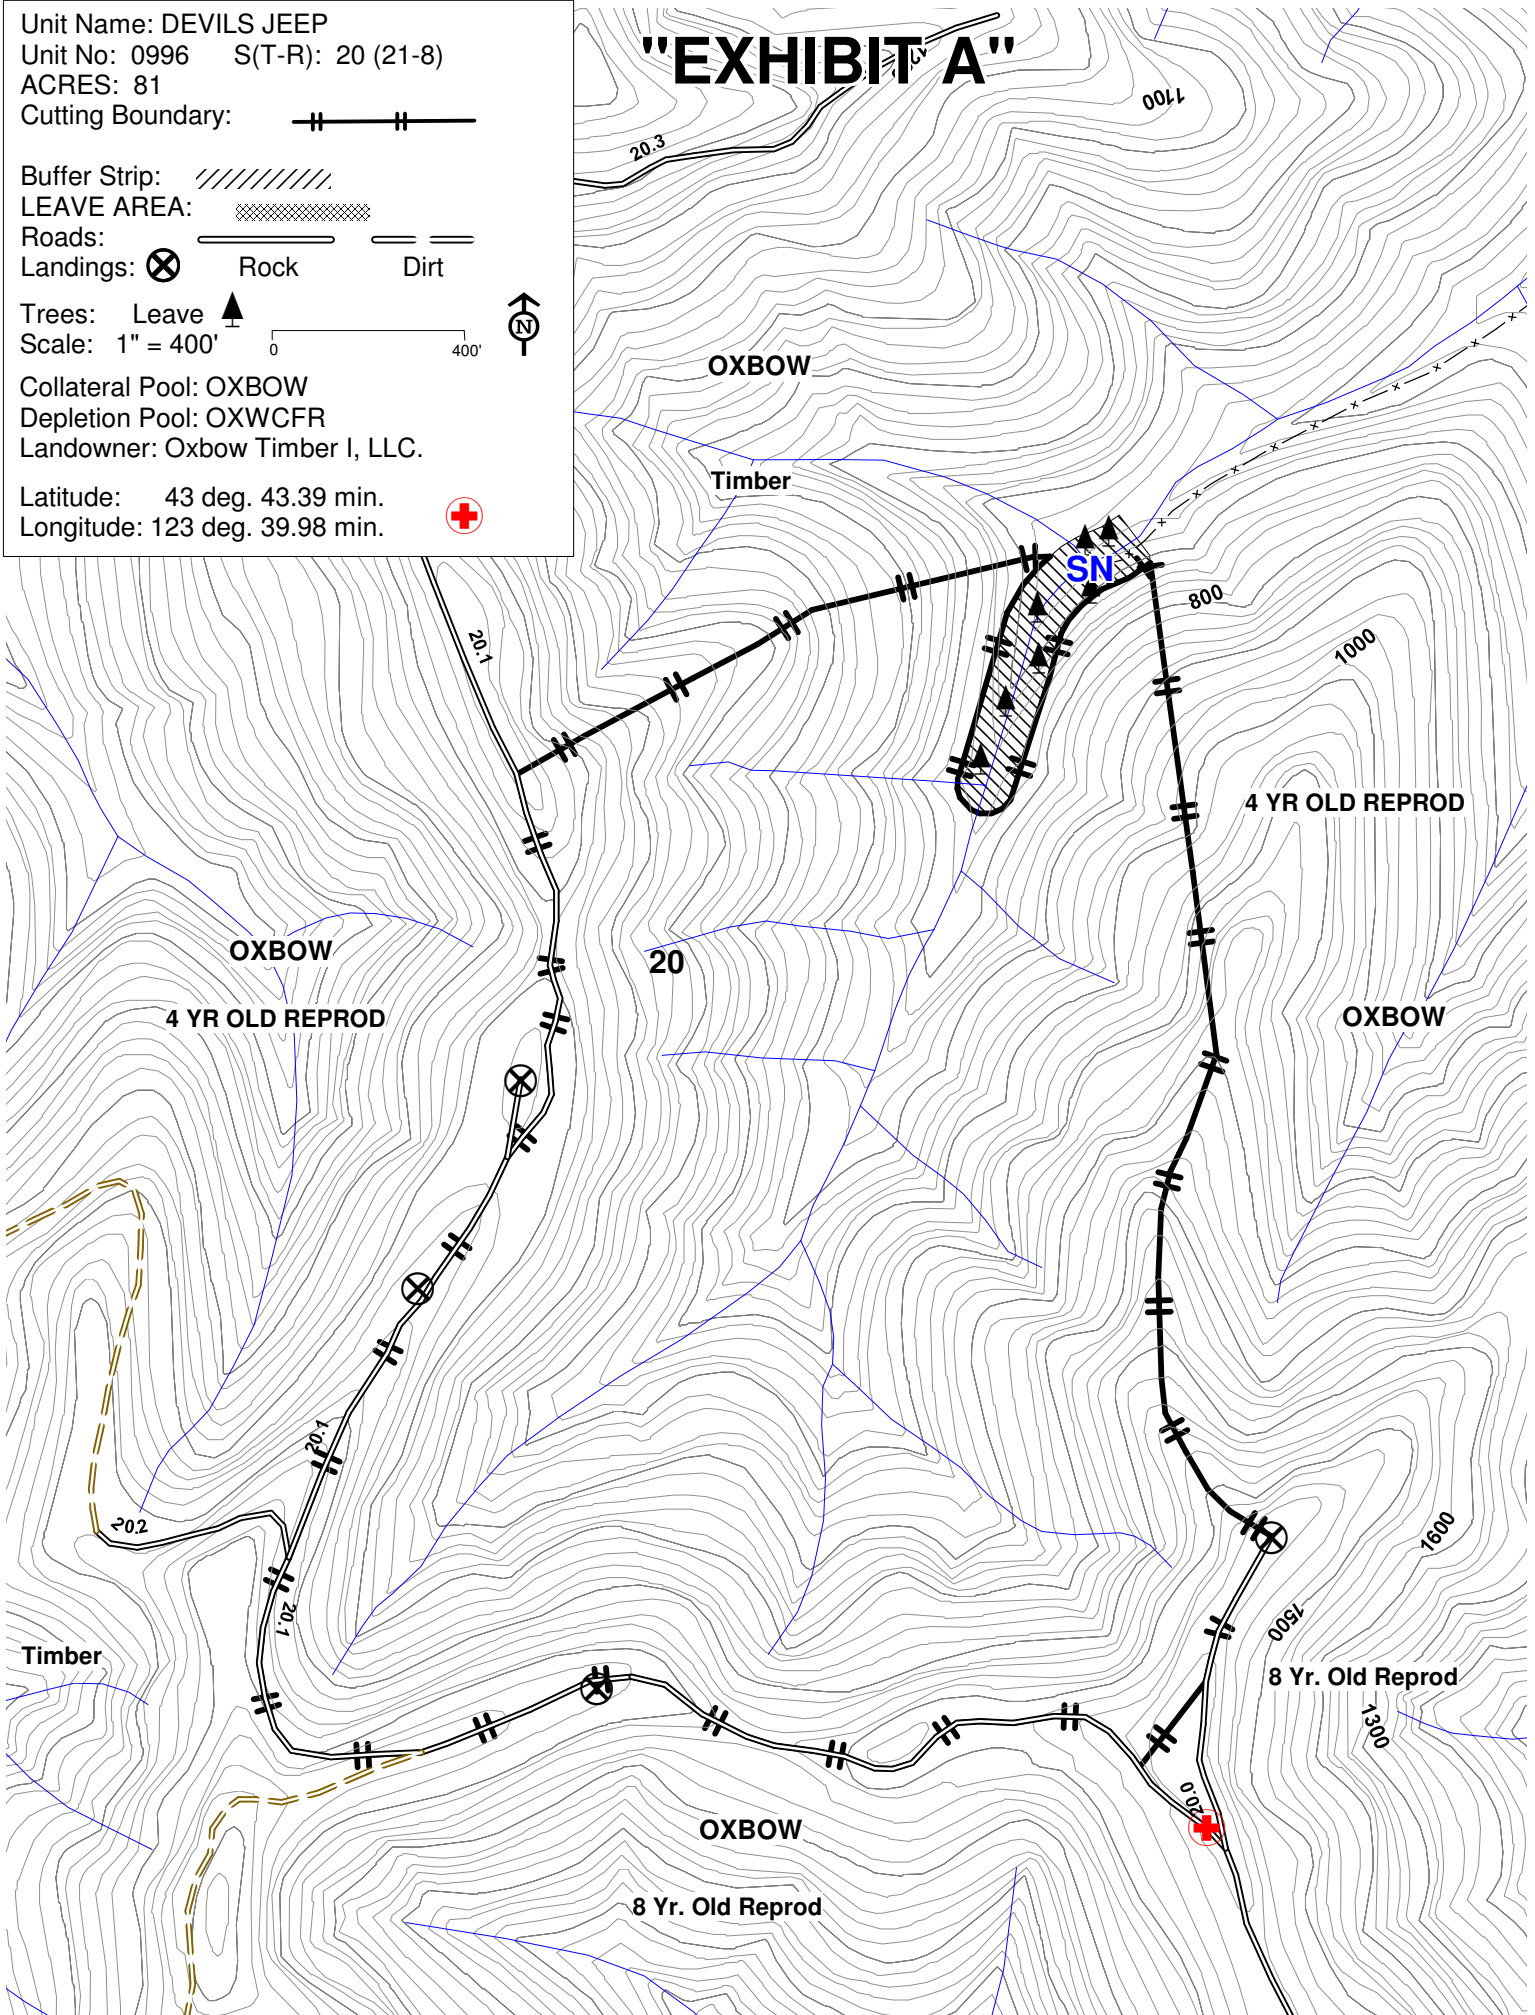 Unit Name: DEVILS JEEP
Unit No: 0996 S(T-R): 20 (21-8)
ACRES: 81
Cutting Boundary:
Buffer Strip:
LEAVE AREA:
Roads:
Landings: Rock Dirt
Trees: Leave
Scale: 1" = 400' 0 400'
N
Collateral Pool: OXBOW
Depletion Pool: OXWCFR
Landowner: Oxbow Timber I, LLC.
Latitude: 43 deg. 43.39 min.
Longitude: 123 deg. 39.98 min.
"EXHIBIT A"
1700
20.3
OXBOW
Timber
SN
800
1000
20.1
4 YR OLD REPROD
OXBOW
20
4 YR OLD REPROD
OXBOW
20.1
20.2
1600
20.1
1500
Timber
8 Yr. Old Reprod
1300
20.0
OXBOW
8 Yr. Old Reprod